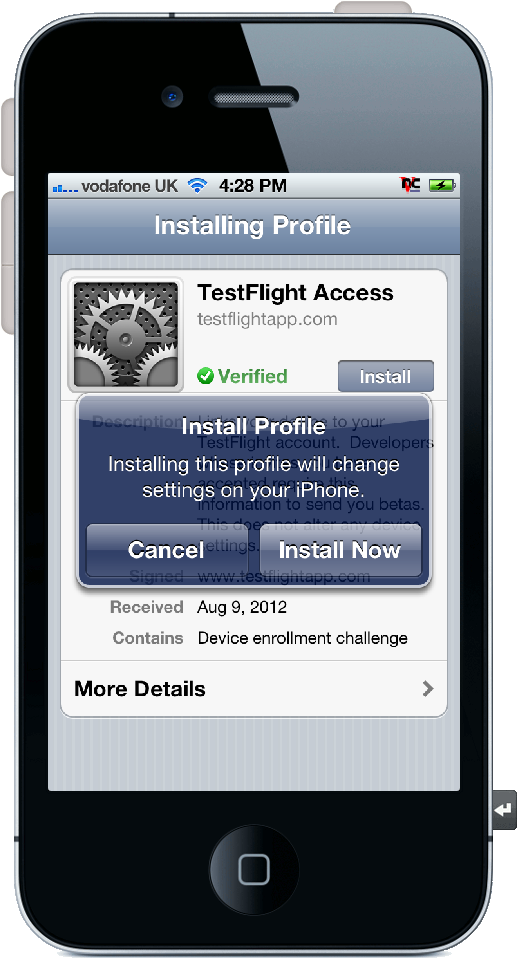 vodafone UK 4:28 PM
Installing Profile
TestFlight Access
testflightapp.com
Verified
Install
Description to your
TestFlight account. Developers
Install Profile
Installing this profile will change
settings on your iPhone.
information to send you betas.
This does not alter any device
settings.
Cancel
Install Now
Signed www.testflightapp.com
Received Aug 9, 2012
Contains Device enrollment challenge
More Details